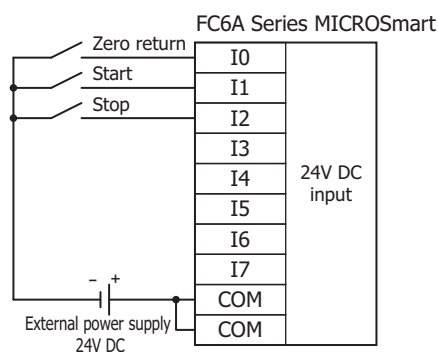 FC6A Series MICROSmart
Zero return
Start
Stop
I0
I1
I2
I3
I4
I5
I6
I7
COM
COM
24V DC
input
– +
External power supply
24V DC